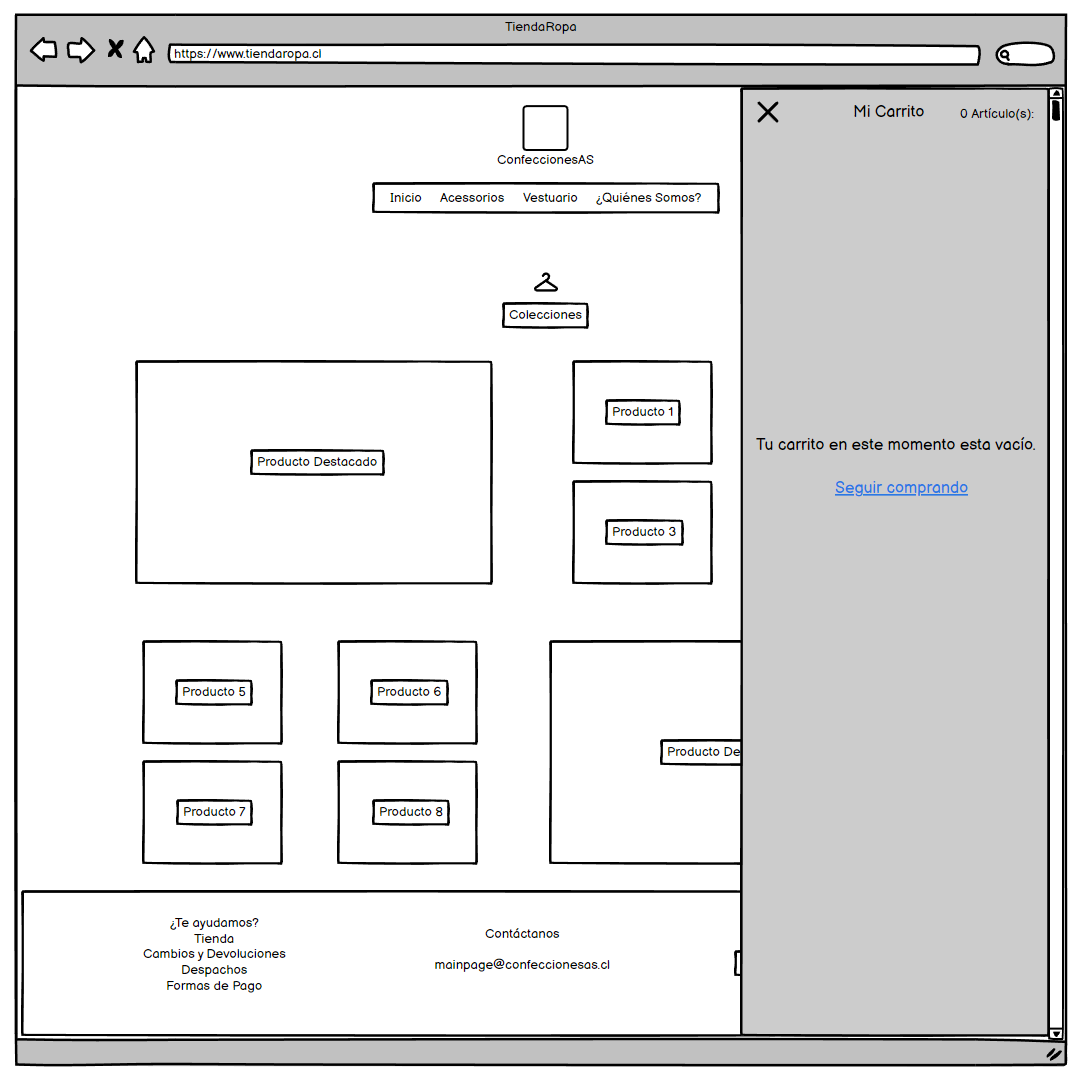 TiendaRopa
https://www.tiendaropa.cl
ConfeccionesAS
Inicio Acessorios Vestuario ¿Quiénes Somos?
Colecciones
Producto Destacado
Producto 1
Producto 3
Producto 5
Producto 6
Producto De
Producto 7
Producto 8
¿Te ayudamos?
Tienda
Cambios y Devoluciones
Despachos
Formas de Pago
Contáctanos
mainpage@confeccionesas.cl
Mi Carrito
0 Artículo(s):
Tu carrito en este momento esta vacío.
Seguir comprando